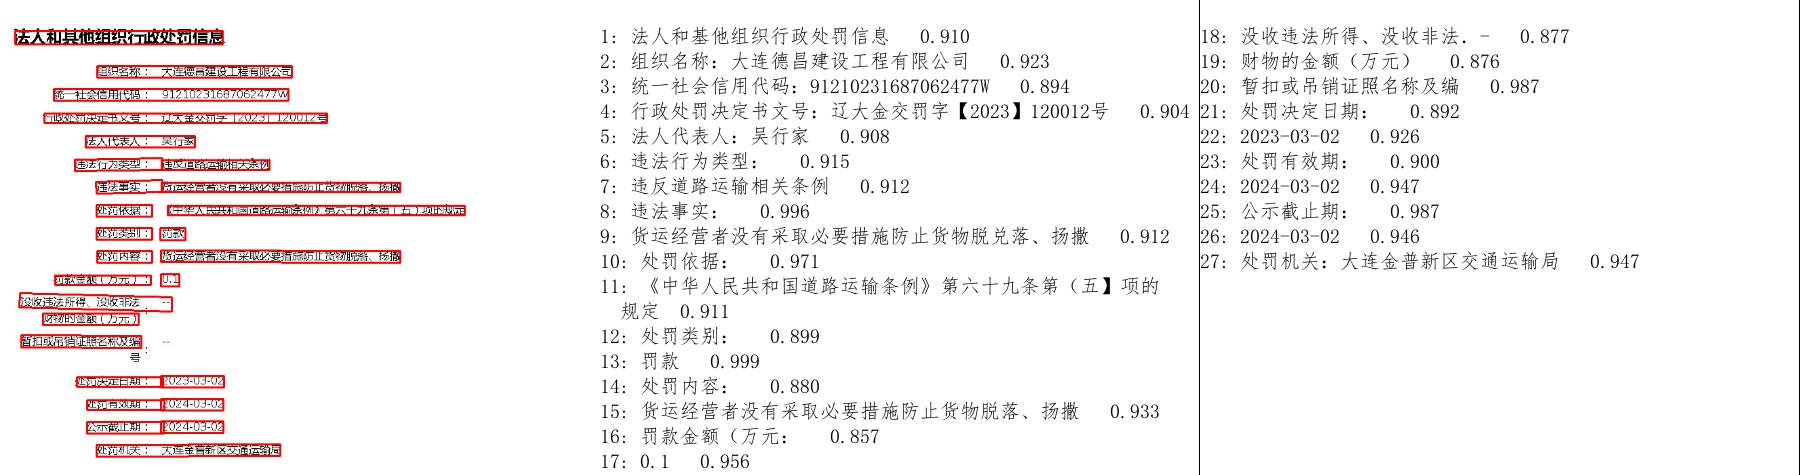 法人和其他组织行政处罚信息
组织名称： 大连德昌建设工程有限公司
统一社会信用代码： 91210231687062477W
行政处罚决定书文号： 辽大金交罚字【2023】120012号
法人代表人： 吴行家
违法行为类型： 违反道路运输相关条例
违法事实： 货运经营者没有采取必要措施防止货物脱落、扬撒
处罚依据： 《中华人民共和国道路运输条例》第六十九条第（五）项的规定
处罚类别： 罚款
处罚内容： 货运经营者没有采取必要措施防止货物脱落、扬撒
罚款金额（万元）： 0.1
没收违法所得、没收非法 --
财物的金额（万元） ：
暂扣或吊销证照名称及编 --
号 ：
处罚决定日期： 2023-03-02
处罚有效期： 2024-03-02
公示截止期： 2024-03-02
处罚机关： 大连金普新区交通运输局
1: 法人和基他组织行政处罚信息 0.910
2: 组织名称: 大连德昌建设工程有限公司 0.923
3: 统一社会信用代码: 91210231687062477W 0.894
4: 行政处罚决定书文号: 辽大金交罚字【2023】120012号 0.904
5: 法人代表人: 吴行家 0.908
6: 违法行为类型: 0.915
7: 违反道路运输相关条例 0.912
8: 违法事实: 0.996
9: 货运经营者没有采取必要措施防止货物脱兑落、扬撒 0.912
10: 处罚依据: 0.971
11: 《中华人民共和国道路运输条例》第六十九条第（五】项的
规定 0.911
12: 处罚类别: 0.899
13: 罚款 0.999
14: 处罚内容: 0.880
15: 货运经营者没有采取必要措施防止货物脱落、扬撒 0.933
16: 罚款金额（万元: 0.857
17: 0.1 0.956
18: 没收违法所得、没收非法.- 0.877
19: 财物的金额（万元） 0.876
20: 暂扣或吊销证照名称及编 0.987
21: 处罚决定日期: 0.892
22: 2023-03-02 0.926
23: 处罚有效期: 0.900
24: 2024-03-02 0.947
25: 公示截止期: 0.987
26: 2024-03-02 0.946
27: 处罚机关: 大连金普新区交通运输局 0.947